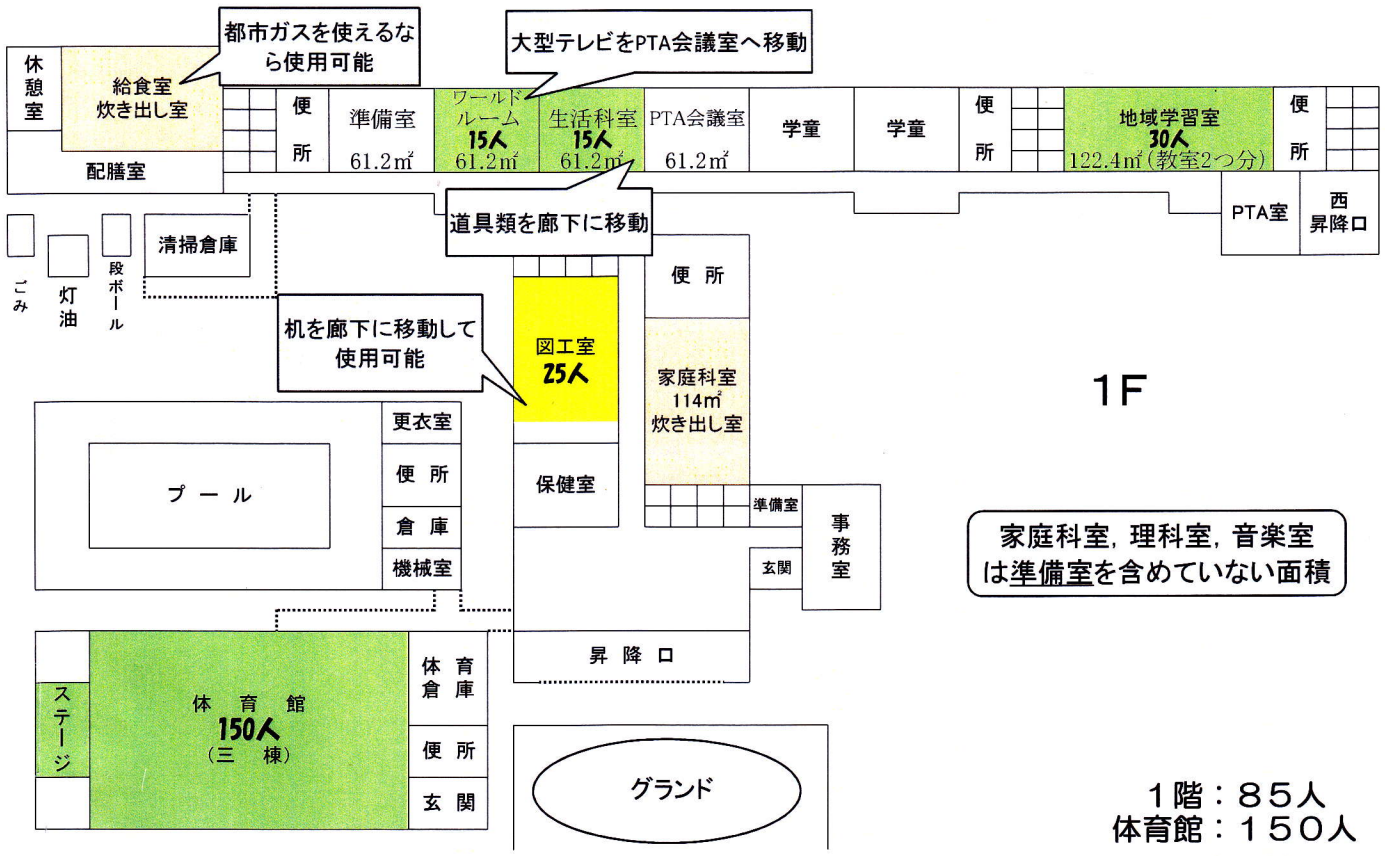 都市ガスを使えるな
ら使用可能
大型テレビをPTA会議室へ移動
休憩室
給食室
炊き出し室
配膳室
便所
準備室
61.2㎡
ワールド
ルーム
15人
61.2㎡
生活科室
15人
61.2㎡
PTA会議室
61.2㎡
学童
学童
便所
地域学習室
30人
122.4㎡(教室2つ分)
便所
PTA室
西
昇降口
道具類を廊下に移動
清掃倉庫
ごみ
灯油
段ボール
机を廊下に移動して
使用可能
図工室
25人
便所
家庭科室
114㎡
炊き出し室
1F
保健室
準備室
事務室
玄関
家庭科室, 理科室, 音楽室
は準備室を含めていない面積
プール
更衣室
便所
倉庫
機械室
昇降口
ステージ
体育館
150人
(三棟)
体育
倉庫
便所
玄関
グランド
1階：85人
体育館：150人